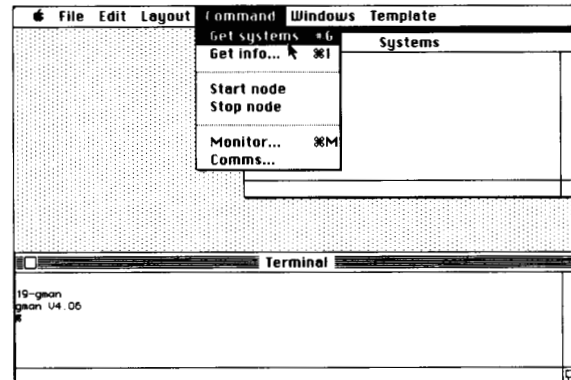 File Edit Layout Command Windows Template
Systems
Get systems ⌘G
Get info... ⌘I
Start node
Stop node
Monitor... ⌘M
Comms...
Terminal
19-gman
gman V4.06